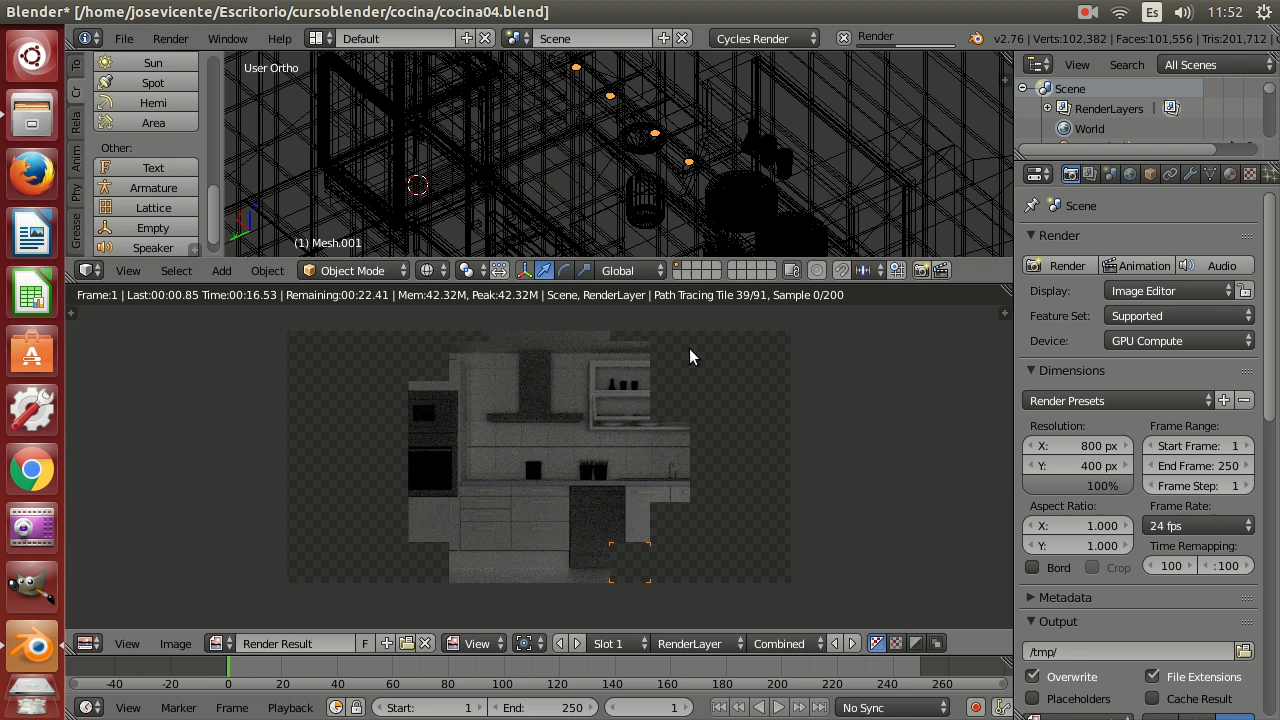 Blender* [/home/josevicente/Escritorio/cursoblender/cocina/cocina04.blend]
Es
11:52
File Render Window Help
Default
Scene
Cycles Render
Render
v2.76 | Verts:102,382 | Faces:101,556 | Tris:201,712 |
View Search All Scenes
Scene
RenderLayers |
World
To
Cr
Rela
Anim
Phy
Grease
Sun
Spot
Hemi
Area
Other:
Text
Armature
Lattice
Empty
Speaker
User Ortho
(1) Mesh.001
View Select Add Object Object Mode Global
Frame:1 | Last:00:00.85 Time:00:16.53 | Remaining:00:22.41 | Mem:42.32M, Peak:42.32M | Scene, RenderLayer | Path Tracing Tile 39/91, Sample 0/200
Scene
Render
Render Animation Audio
Display: Image Editor
Feature Set: Supported
Device: GPU Compute
Dimensions
Render Presets
Resolution: Frame Range:
X: 800 px Start Frame: 1
Y: 400 px End Frame: 250
100% Frame Step: 1
Aspect Ratio: Frame Rate:
X: 1.000 24 fps
Y: 1.000 Time Remapping:
Bord Crop 100 :100
Metadata
Output
/tmp/
Overwrite File Extensions
Placeholders Cache Result
View Image Render Result F View Slot 1 RenderLayer Combined
-40 -20 0 20 40 60 80 100 120 140 160 180 200 220 240 260
View Marker Frame Playback Start: 1 End: 250 1 No Sync